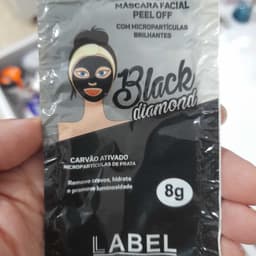 MÁSCARA FACIAL
PEEL OFF
COM MICROPARTÍCULAS
BRILHANTES
Black
diamond
CARVÃO ATIVADO
MICROPARTÍCULAS DE PRATA
Remove cravos, hidrata
e promove luminosidade
8g
LABEL